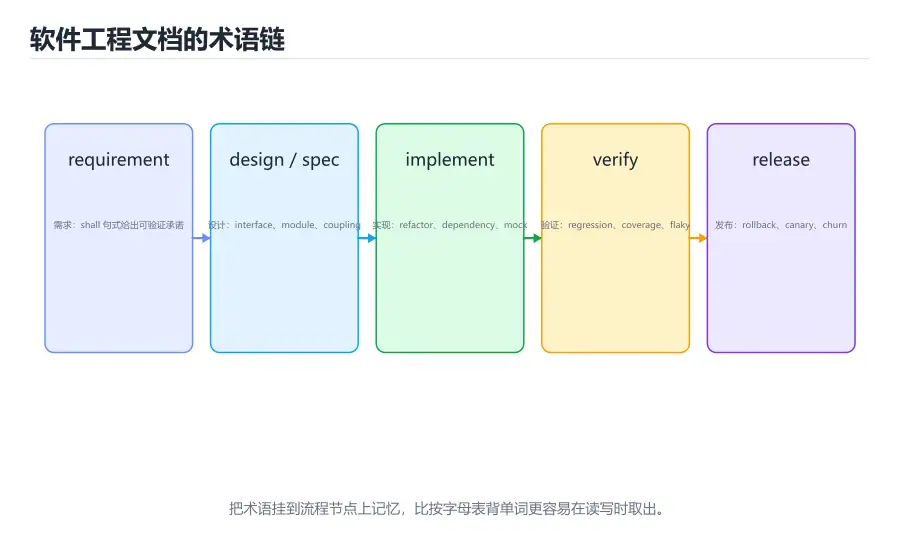 软件工程文档的术语链
requirement
需求：shall 句式给出可验证承诺
design / spec
设计：interface、module、coupling
implement
实现：refactor、dependency、mock
verify
验证：regression、coverage、flaky
release
发布：rollback、canary、churn
把术语挂到流程节点上记忆，比按字母表背单词更容易在读写时取出。